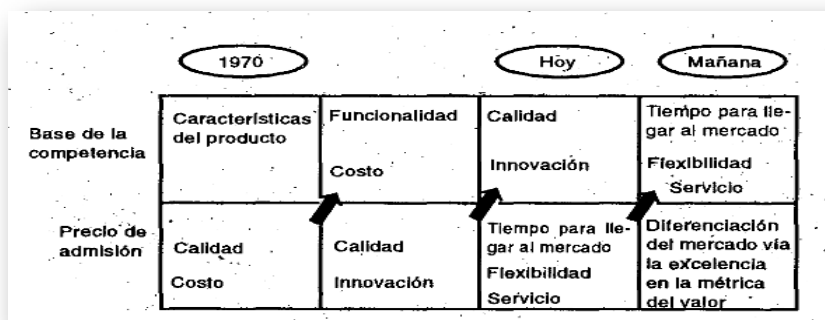 1970
Hoy
Mañana
Base de la
competencia
Características
del producto
Funcionalidad
Costo
Calidad
Innovación
Tiempo para lle-
gar al mercado
Flexibilidad
Servicio
Precio de
admisión
Calidad
Costo
Calidad
Innovación
Tiempo para lle-
gar al mercado
Flexibilidad
Servicio
Diferenciación
del mercado vía
la excelencia
en la métrica
del valor